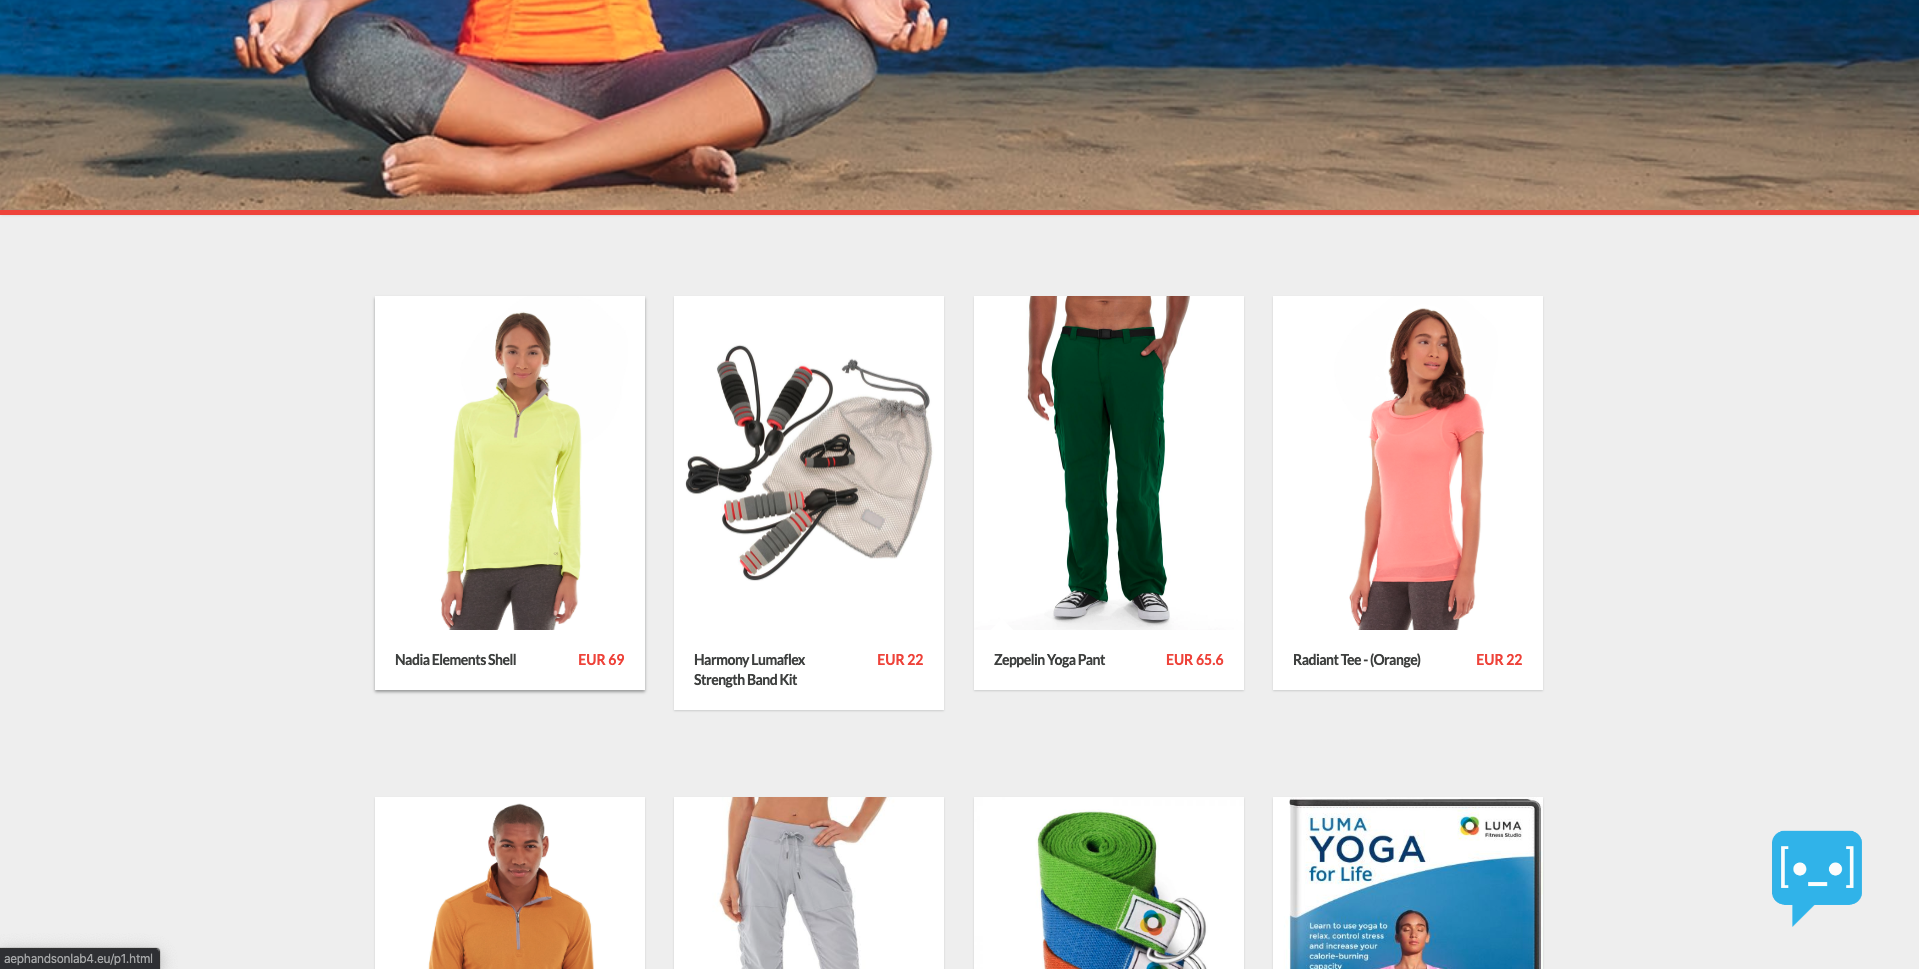 Nadia Elements Shell EUR 69
Harmony Lumaflex EUR 22
Strength Band Kit
Zeppelin Yoga Pant EUR 65.6
Radiant Tee - (Orange) EUR 22
LUMA
YOGA
for Life
LUMA
Fitness Studio
Learn to use yoga to
relax, control stress
and increase your
calorie-burning
capacity
[._.]
aephandsonlab4.eu/p1.html